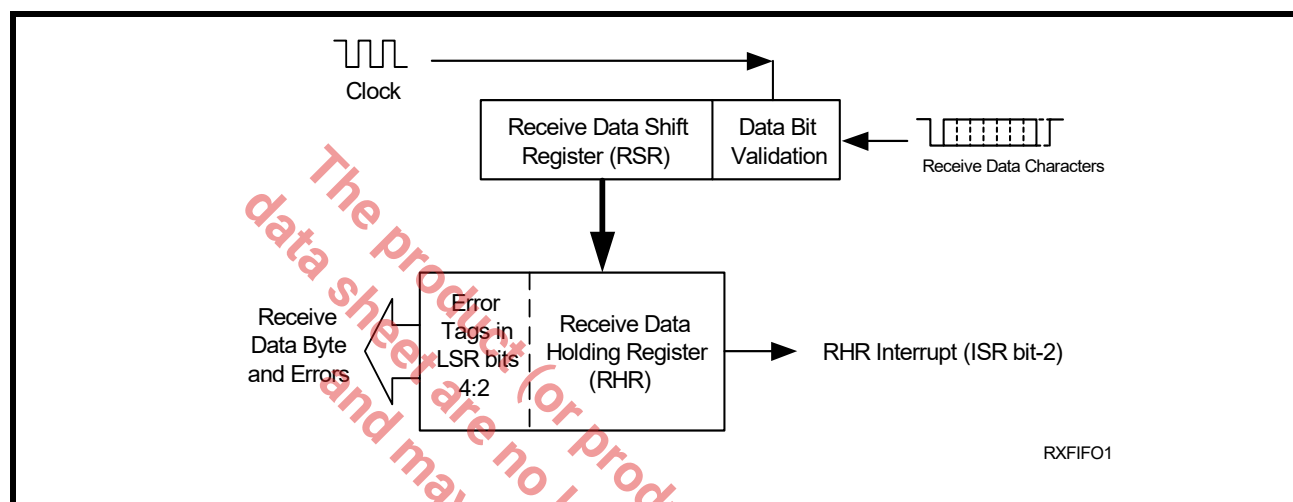 Clock
Receive Data Shift
Register (RSR)
Data Bit
Validation
Receive Data Characters
Error
Tags in
LSR bits
4:2
Receive Data
Holding Register
(RHR)
Receive
Data Byte
and Errors
RHR Interrupt (ISR bit-2)
RXFIFO1
The product (or prod
data sheet are no
and may